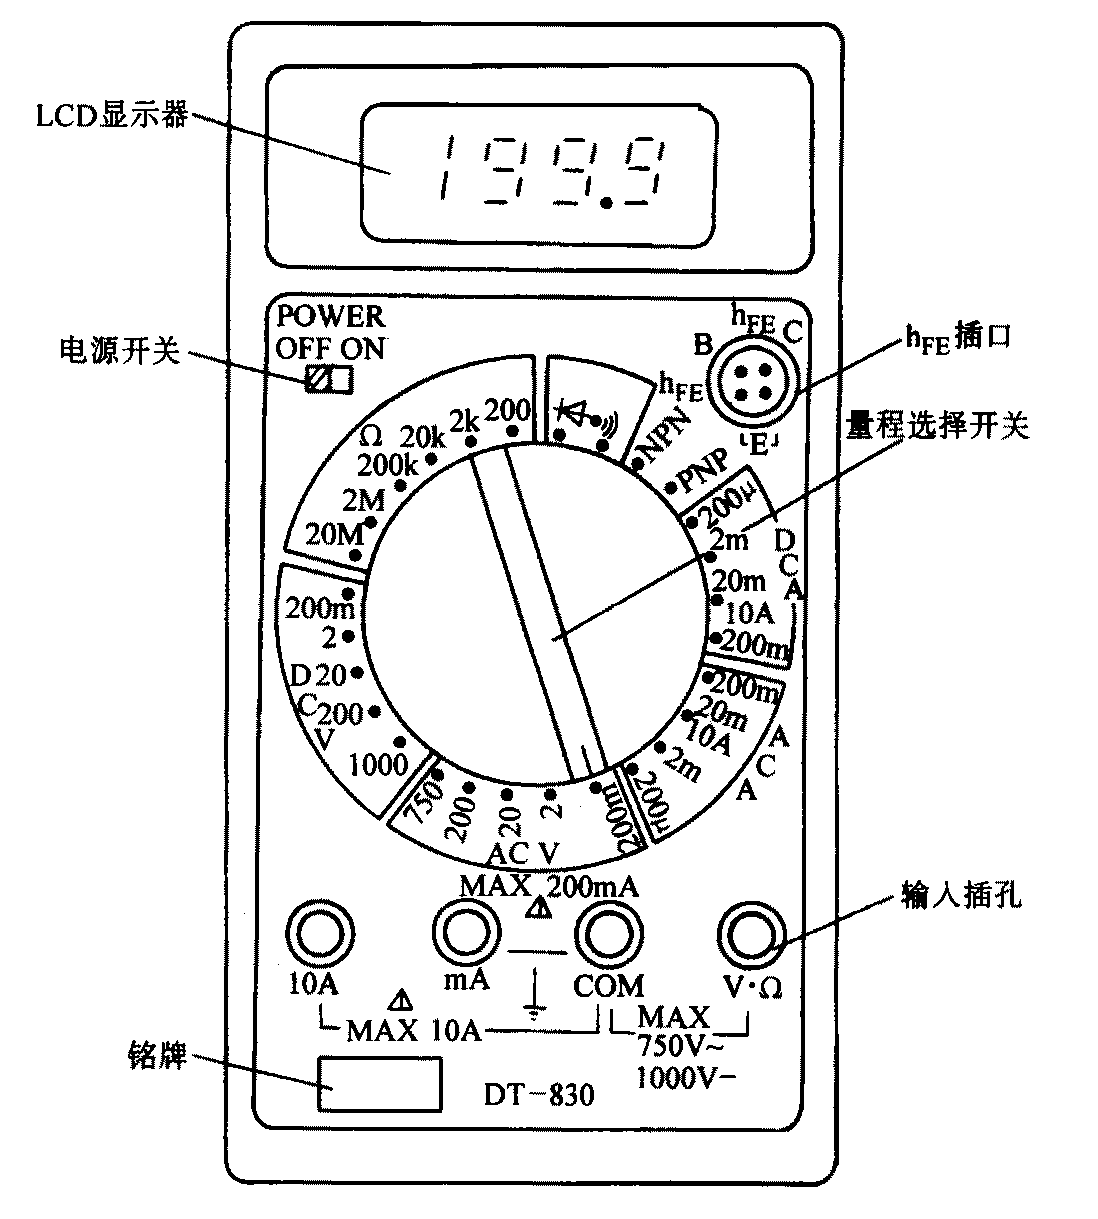 LCD显示器
199.9
POWER
OFF ON
电源开关
hFE
B
C
E
hFE插口
量程选择开关
Ω
200
2k
20k
200k
2M
20M
hFE
NPN
PNP
200μ
2m
20m
10A
200m
DCA
200m
2
20
200
1000
DCV
750
200
20
2
200m
AC V
200m
20m
10A
2m
200μ
ACA
MAX 200mA
输入插孔
10A
mA
COM
V·Ω
MAX 10A
MAX
750V~
1000V-
铭牌
DT-830